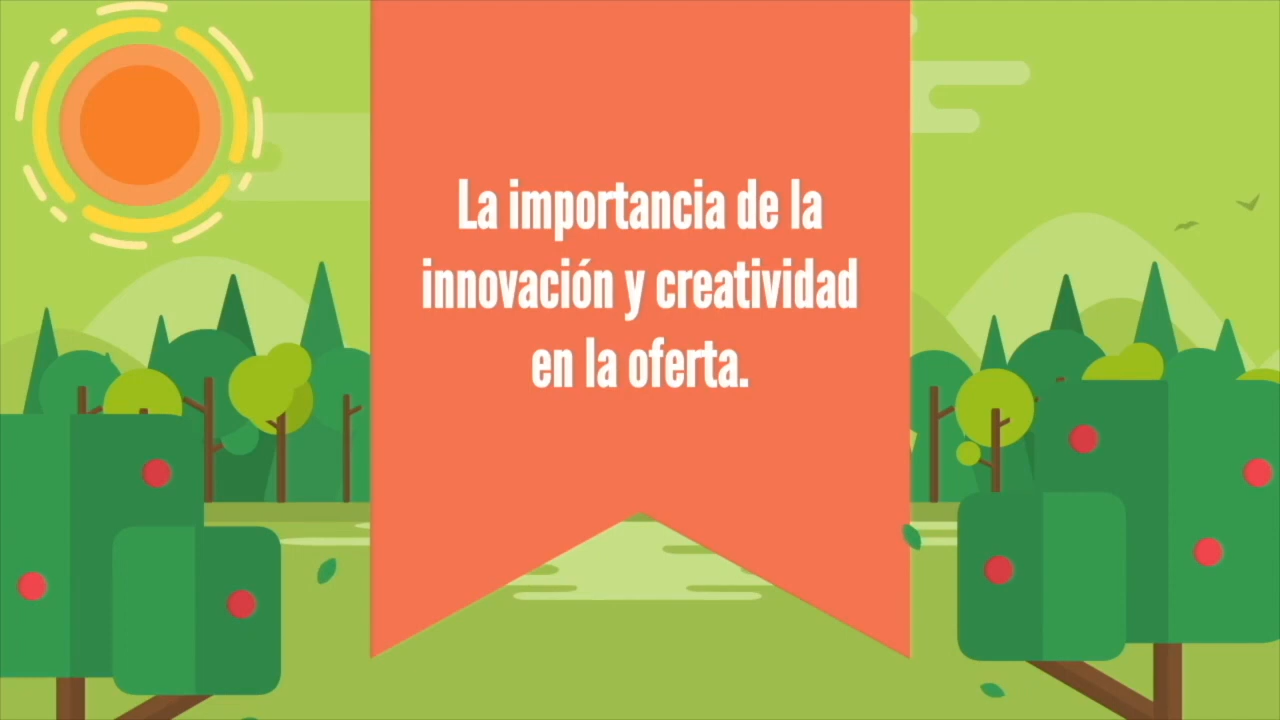 La importancia de la
innovación y creatividad
en la oferta.